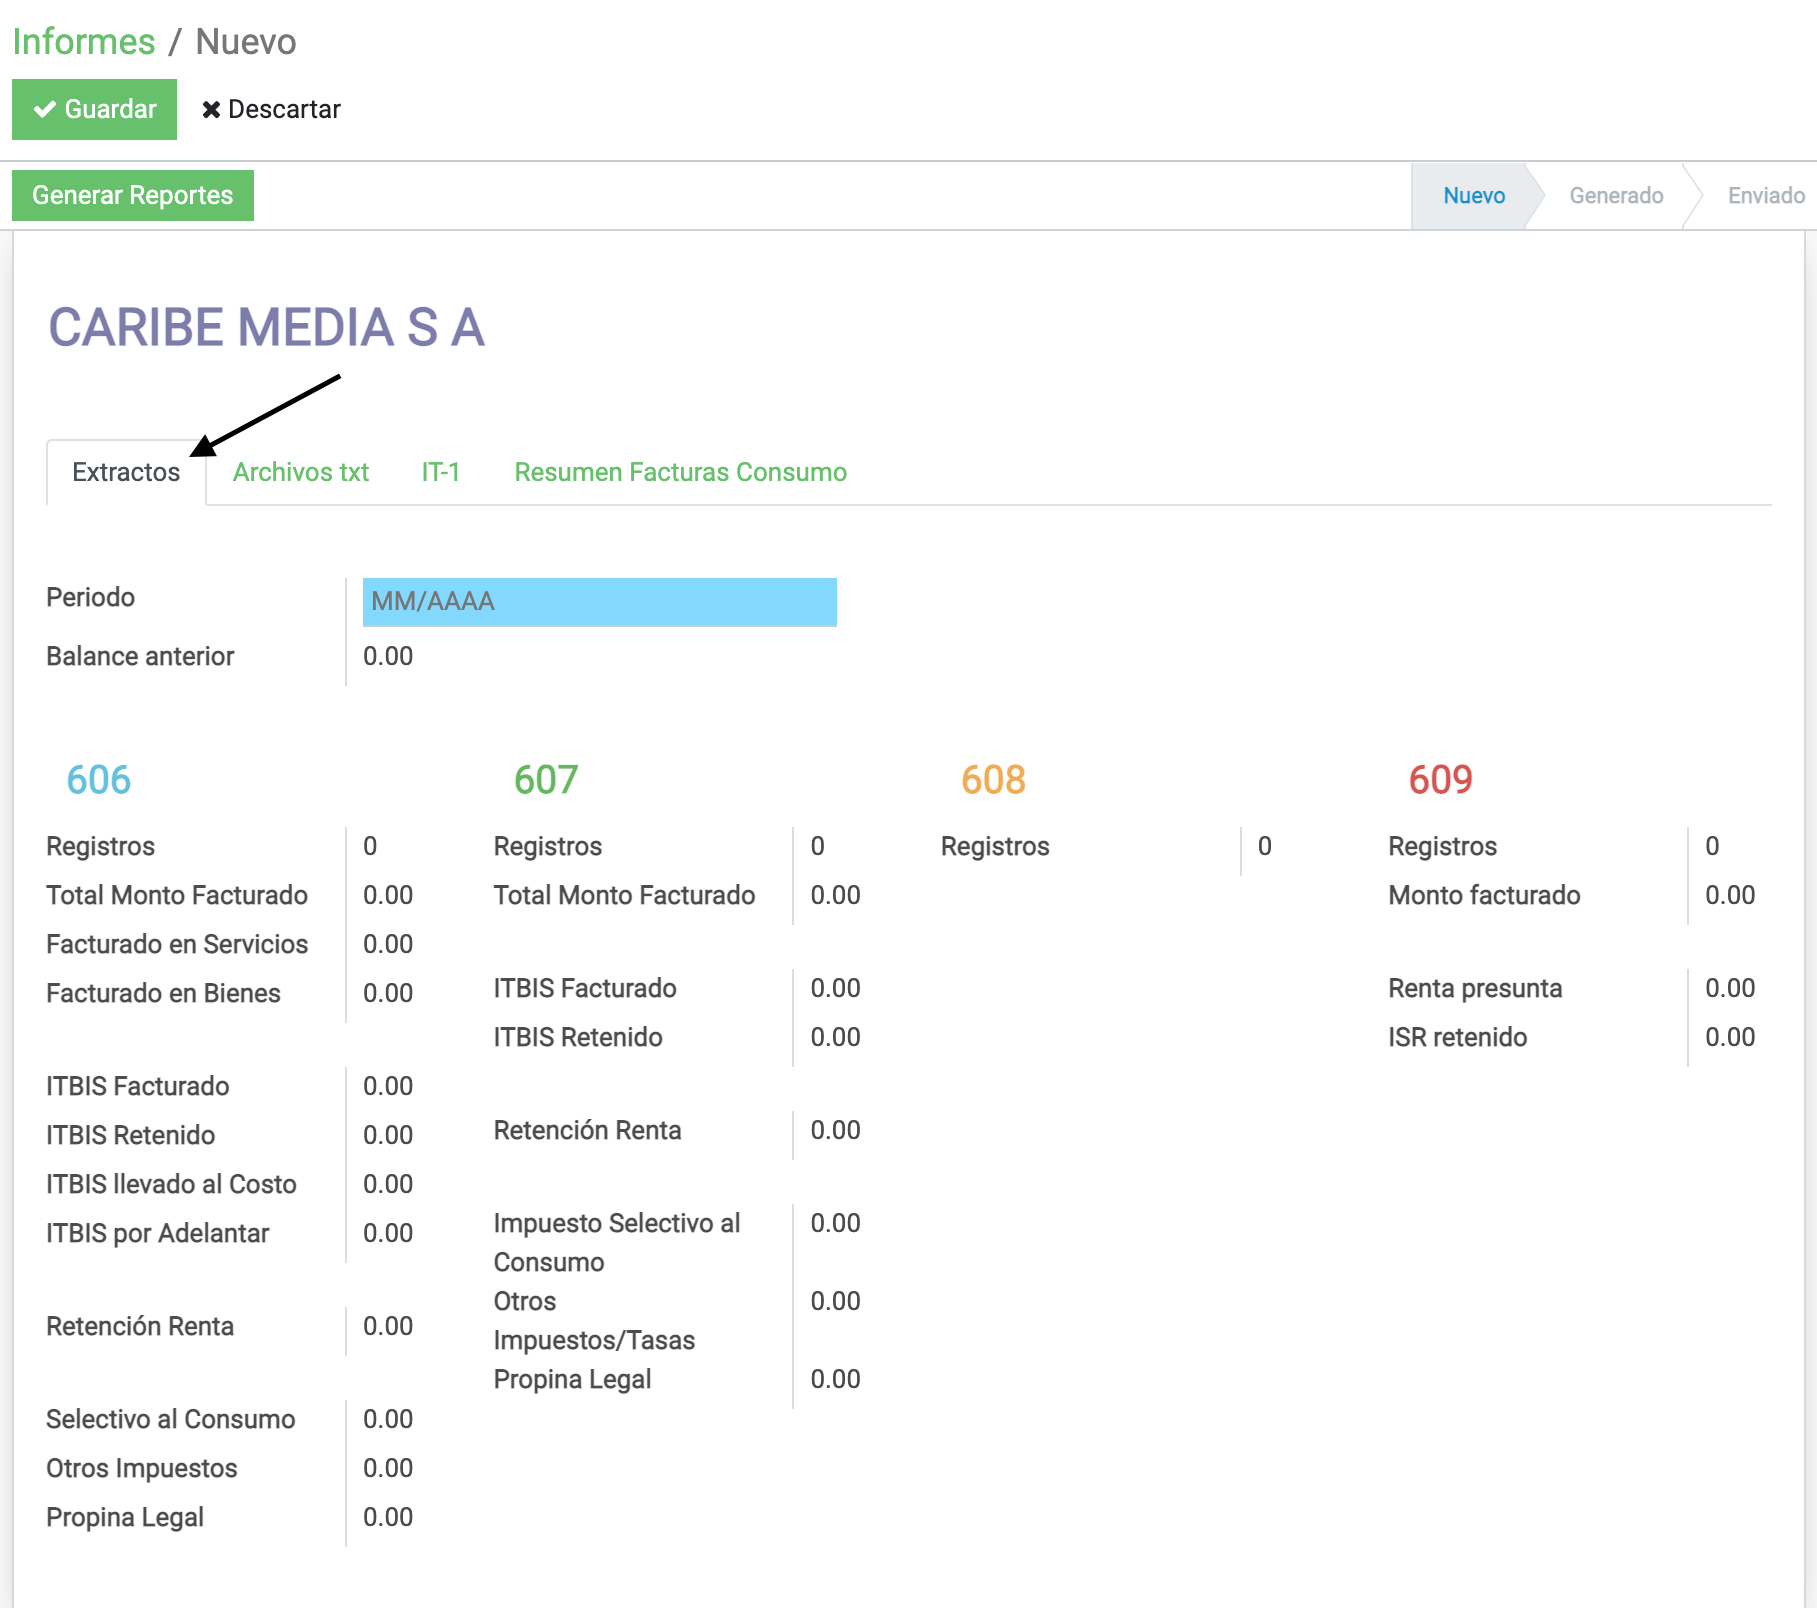 Informes / Nuevo
Guardar Descartar
Generar Reportes Nuevo Generado Enviado
CARIBE MEDIA S A
Extractos Archivos txt IT-1 Resumen Facturas Consumo
Periodo MM/AAAA
Balance anterior 0.00
606
Registros 0
Total Monto Facturado 0.00
Facturado en Servicios 0.00
Facturado en Bienes 0.00
ITBIS Facturado 0.00
ITBIS Retenido 0.00
ITBIS llevado al Costo 0.00
ITBIS por Adelantar 0.00
Retención Renta 0.00
Selectivo al Consumo 0.00
Otros Impuestos 0.00
Propina Legal 0.00
607
Registros 0
Total Monto Facturado 0.00
ITBIS Facturado 0.00
ITBIS Retenido 0.00
Retención Renta 0.00
Impuesto Selectivo al 0.00
Consumo
Otros 0.00
Impuestos/Tasas
Propina Legal 0.00
608
Registros 0
609
Registros 0
Monto facturado 0.00
Renta presunta 0.00
ISR retenido 0.00